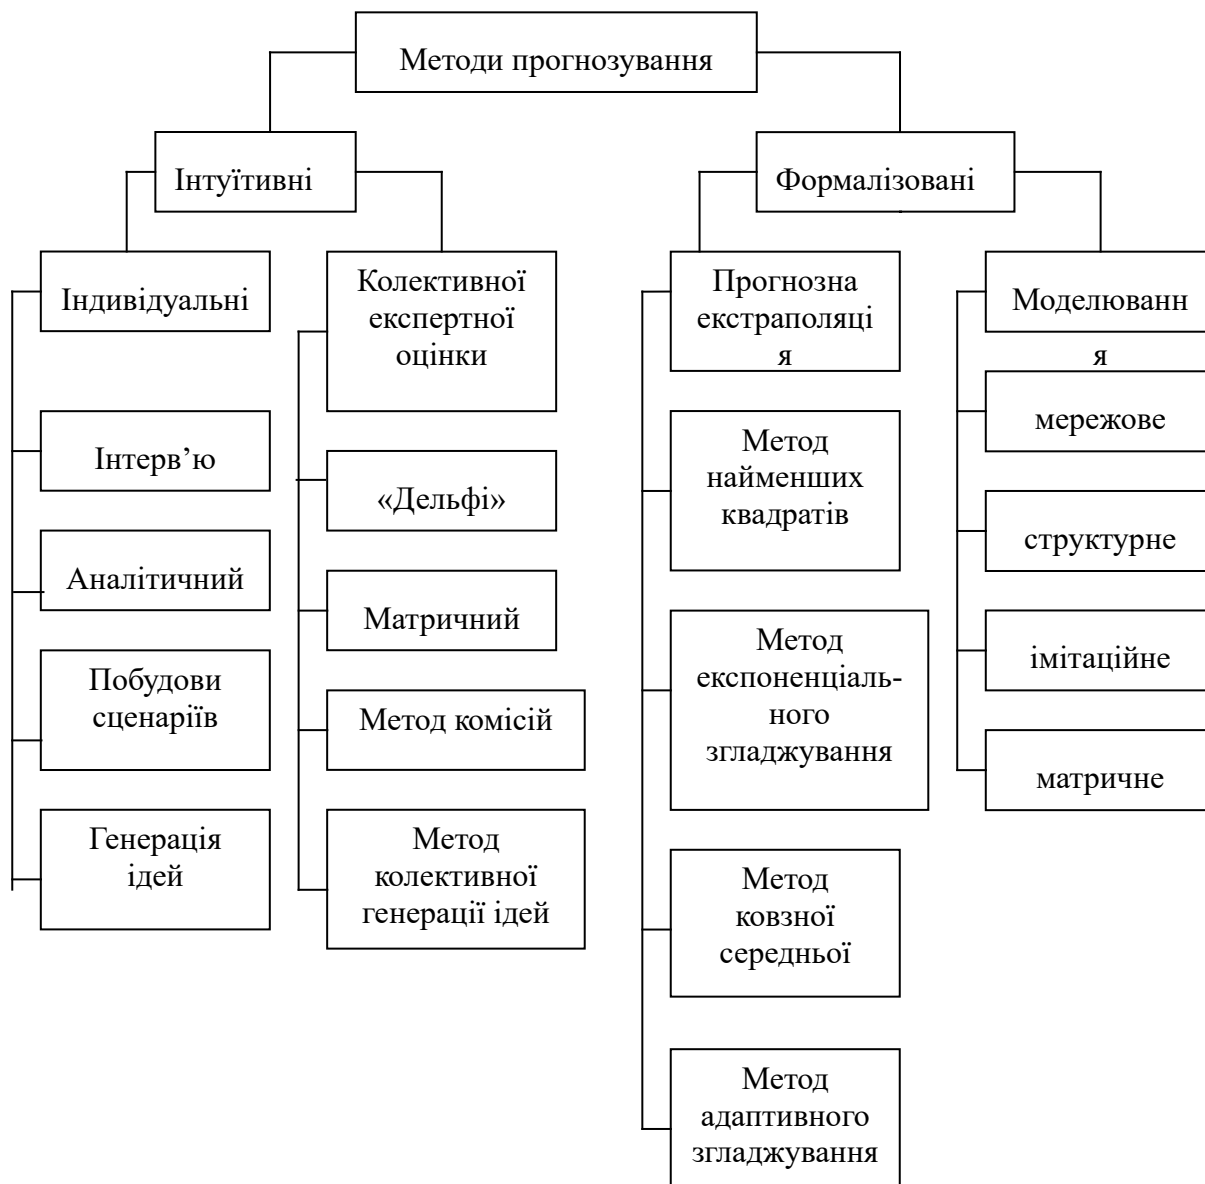 Методи прогнозування
Інтуїтивні
Формалізовані
Індивідуальні
Колективної
експертної
оцінки
Прогнозна
екстраполяці
я
Моделюванн
я
Інтерв’ю
«Дельфі»
Метод
найменших
квадратів
мережове
Аналітичний
Матричний
структурне
Побудови
сценаріїв
Метод комісій
Метод
експоненціаль-
ного
згладжування
імітаційне
матричне
Генерація
ідей
Метод
колективної
генерації ідей
Метод
ковзної
середньої
Метод
адаптивного
згладжування